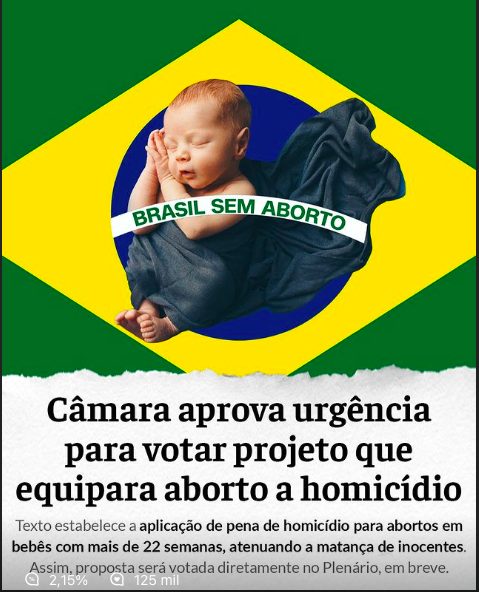 BRASIL SEM ABORTO
Câmara aprova urgência
para votar projeto que
equipara aborto a homicídio
Texto estabelece a aplicação de pena de homicídio para abortos em
bebês com mais de 22 semanas, atenuando a matança de inocentes.
Assim, proposta será votada diretamente no Plenário, em breve.
2,15% 125 mil